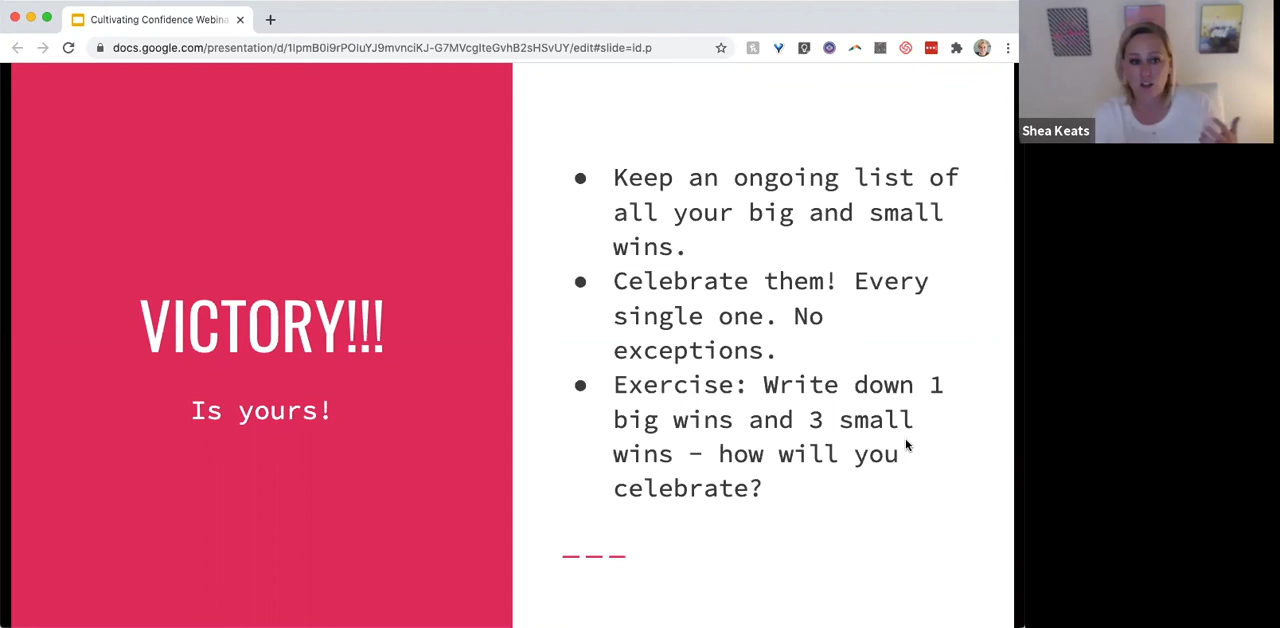 Cultivating Confidence Webina
docs.google.com/presentation/d/1lpmB0i9rPOluYJ9mvnciKJ-G7MVcgIteGvhB2sHSvUY/edit#slide=id.p
Shea Keats
VICTORY!!!
Is yours!
● Keep an ongoing list of
all your big and small
wins.
● Celebrate them! Every
single one. No
exceptions.
● Exercise: Write down 1
big wins and 3 small
wins - how will you
celebrate?